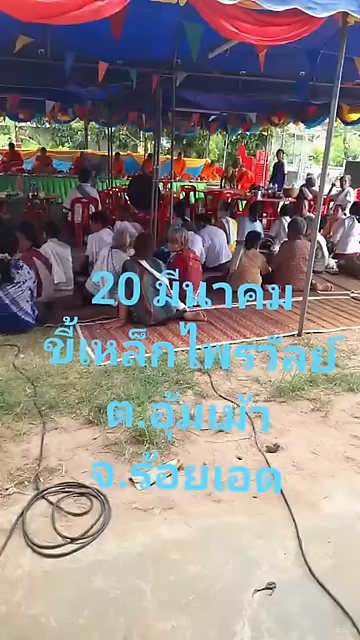 20 มีนาคม
ขี้เหล็กไพรวัลย์
ต.อุ้มเม้า
จ.ร้อยเอด